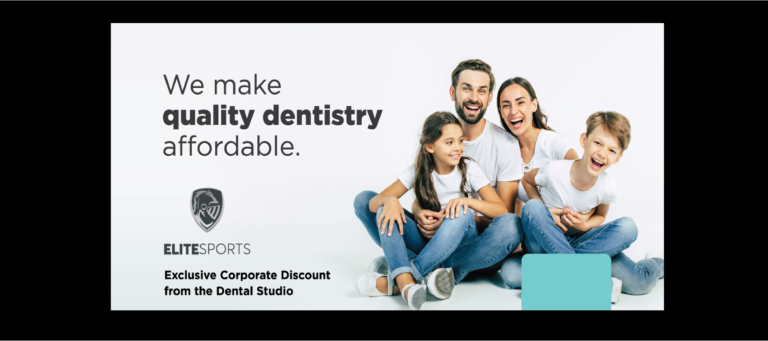 We make
quality dentistry
affordable.
ELITESPORTS
Exclusive Corporate Discount
from the Dental Studio